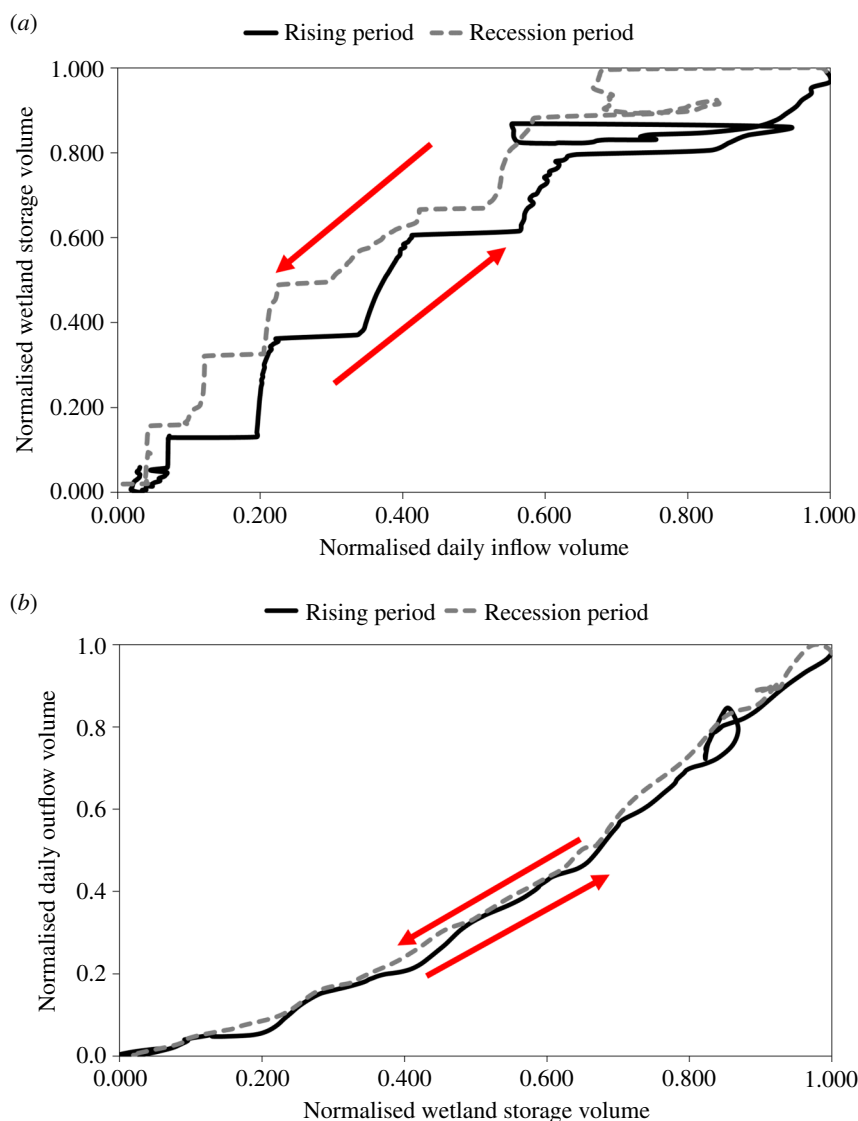 (a)
Rising period Recession period
Normalised wetland storage volume
1.000
0.800
0.600
0.400
0.200
0.000
0.000 0.200 0.400 0.600 0.800 1.000
Normalised daily inflow volume
(b)
Rising period Recession period
Normalised daily outflow volume
1.0
0.8
0.6
0.4
0.2
0.0
0.000 0.200 0.400 0.600 0.800 1.000
Normalised wetland storage volume